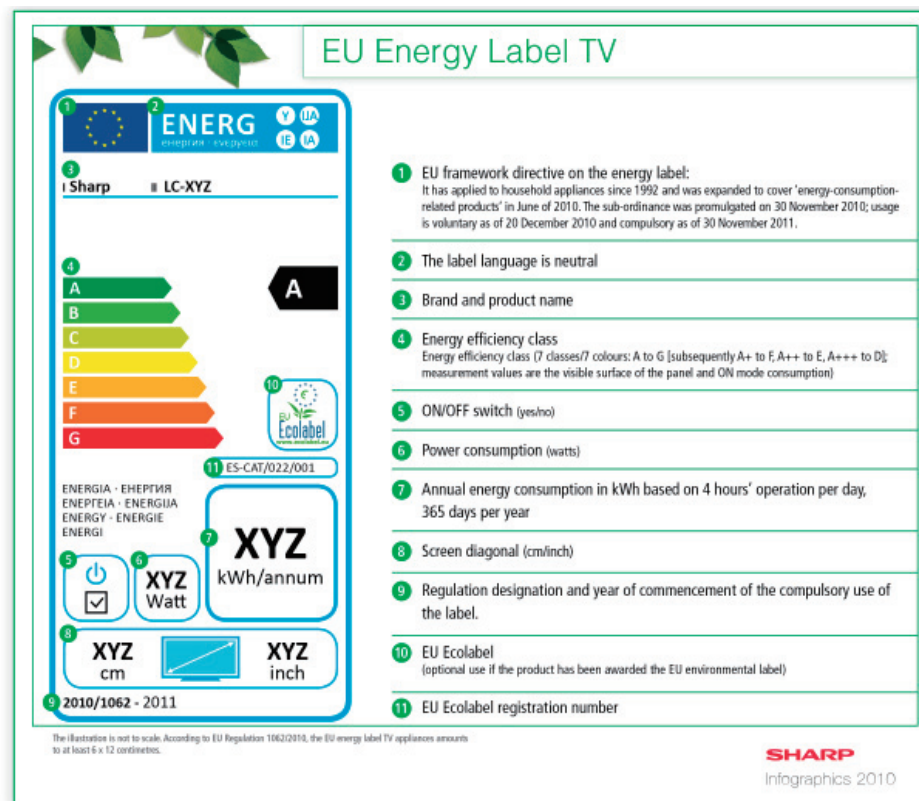 EU Energy Label TV
1
2
ENERG
енергия · ενεργεια
Y
IJA
IE
IA
3
I Sharp
II LC-XYZ
4
A
B
C
D
E
F
G
A
10
EU
Ecolabel
www.ecolabel.eu
11 ES-CAT/022/001
ENERGIA · ЕНЕРГИЯ
ΕΝΕΡΓΕΙΑ · ENERGIJA
ENERGY · ENERGIE
ENERGI
5
6
XYZ
Watt
7
XYZ
kWh/annum
8
XYZ
cm
XYZ
inch
9 2010/1062 - 2011
1 EU framework directive on the energy label:
It has applied to household appliances since 1992 and was expanded to cover 'energy-consumption-
related products' in June of 2010. The sub-ordinance was promulgated on 30 November 2010; usage
is voluntary as of 20 December 2010 and compulsory as of 30 November 2011.
2 The label language is neutral
3 Brand and product name
4 Energy efficiency class
Energy efficiency class (7 classes/7 colours: A to G [subsequently A+ to F, A++ to E, A+++ to D];
measurement values are the visible surface of the panel and ON mode consumption)
5 ON/OFF switch (yes/no)
6 Power consumption (watts)
7 Annual energy consumption in kWh based on 4 hours' operation per day,
365 days per year
8 Screen diagonal (cm/inch)
9 Regulation designation and year of commencement of the compulsory use of
the label.
10 EU Ecolabel
(optional use if the product has been awarded the EU environmental label)
11 EU Ecolabel registration number
The illustration is not to scale. According to EU Regulation 1062/2010, the EU energy label TV appliances amounts
to at least 6 x 12 centimetres.
SHARP
Infographics 2010